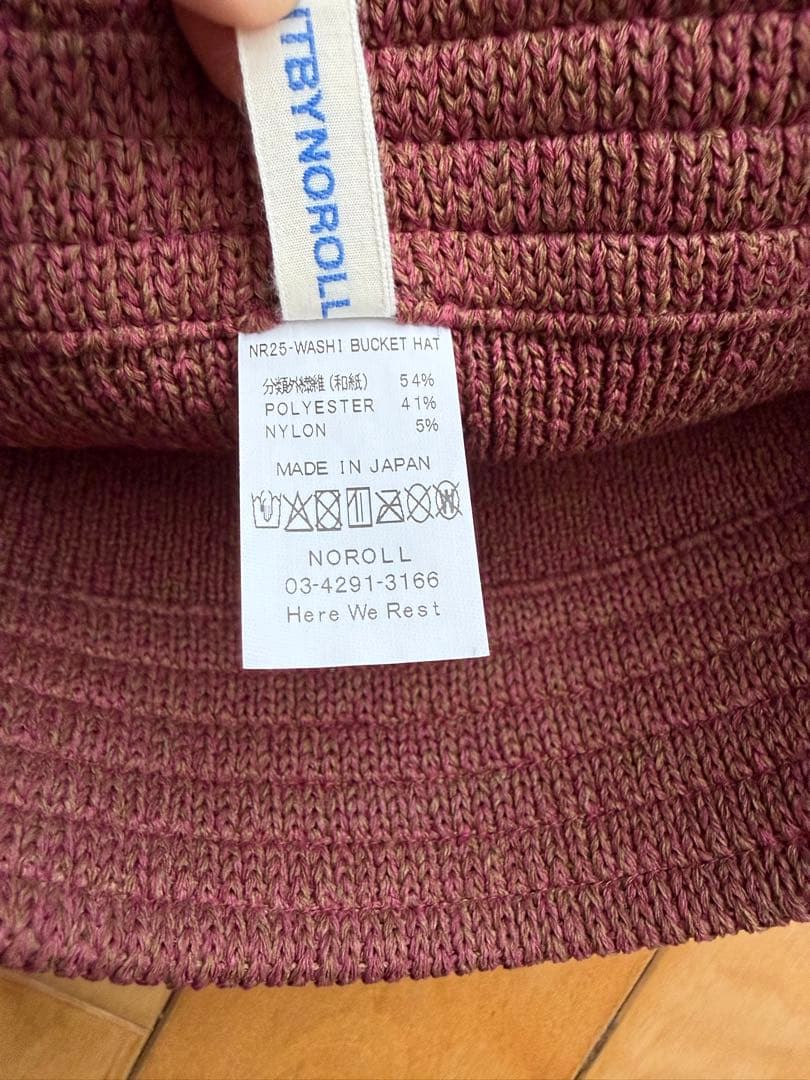 ITBYNOROLL
NR25-WASHI BUCKET HAT
分類外繊維(和紙) 54%
POLYESTER 41%
NYLON 5%
MADE IN JAPAN
NOROLL
03-4291-3166
Here We Rest